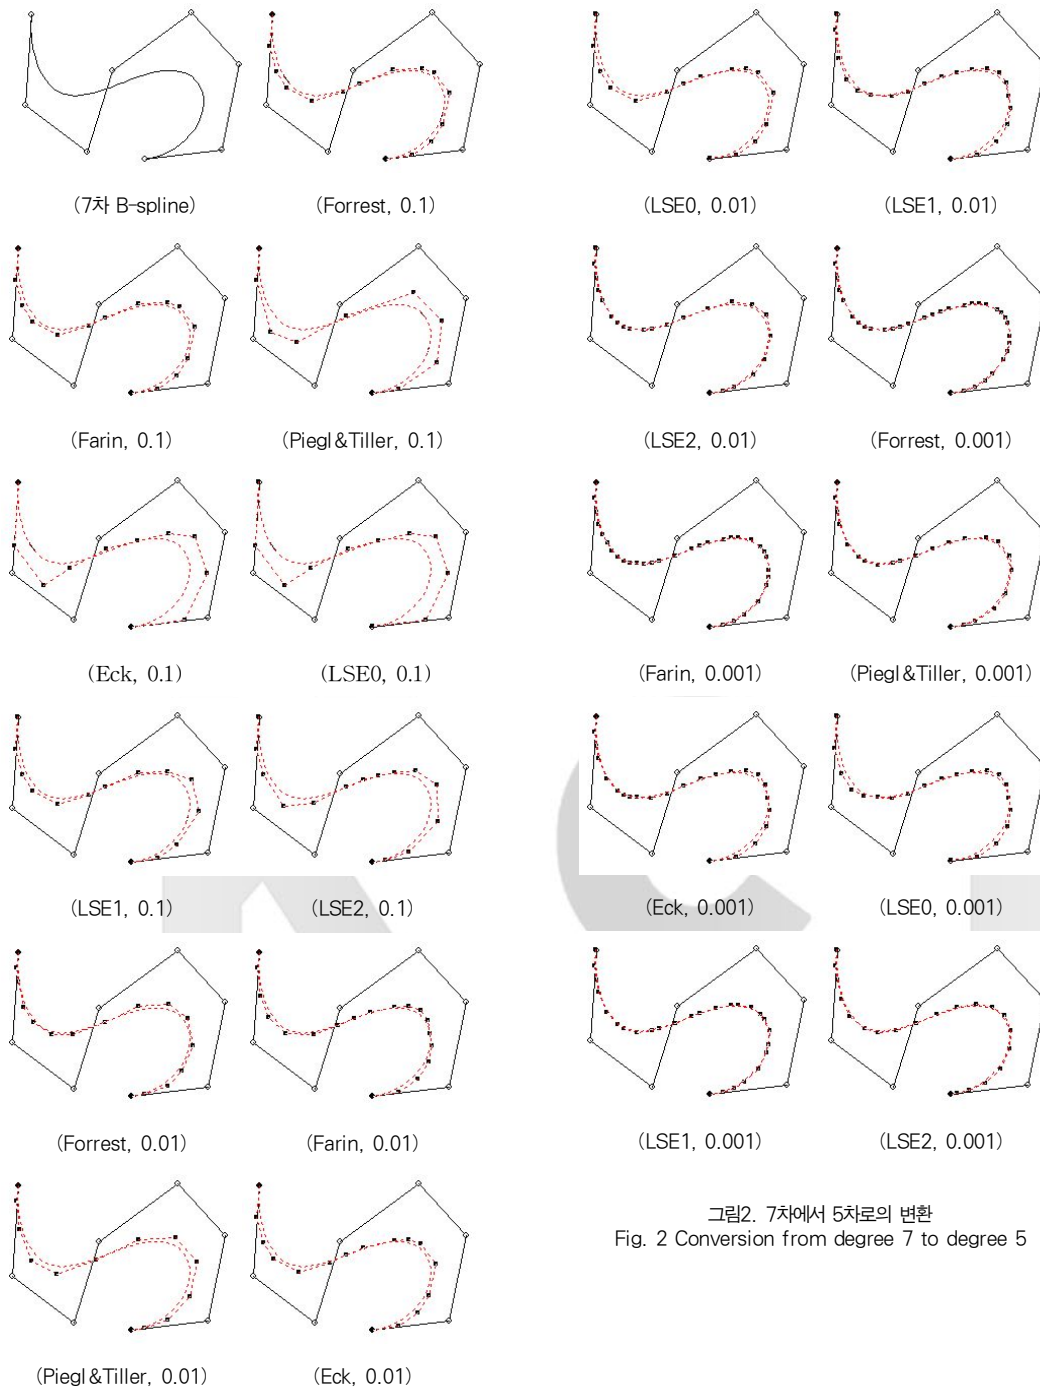 (7차 B-spline)
(Forrest, 0.1)
(Farin, 0.1)
(Piegl&Tiller, 0.1)
(Eck, 0.1)
(LSE0, 0.1)
(LSE1, 0.1)
(LSE2, 0.1)
(Forrest, 0.01)
(Farin, 0.01)
(Piegl&Tiller, 0.01)
(Eck, 0.01)
(LSE0, 0.01)
(LSE1, 0.01)
(LSE2, 0.01)
(Forrest, 0.001)
(Farin, 0.001)
(Piegl&Tiller, 0.001)
(Eck, 0.001)
(LSE0, 0.001)
(LSE1, 0.001)
(LSE2, 0.001)
그림2. 7차에서 5차로의 변환
Fig. 2 Conversion from degree 7 to degree 5